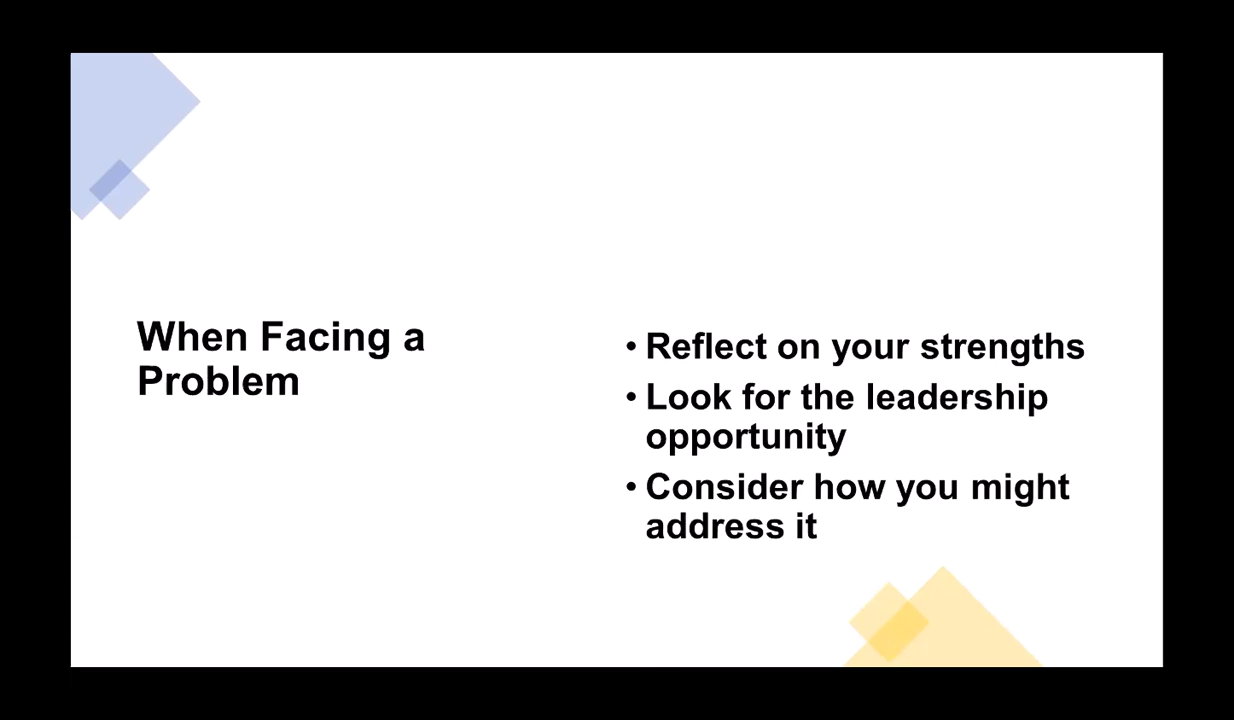 When Facing a
Problem
• Reflect on your strengths
• Look for the leadership
opportunity
• Consider how you might
address it